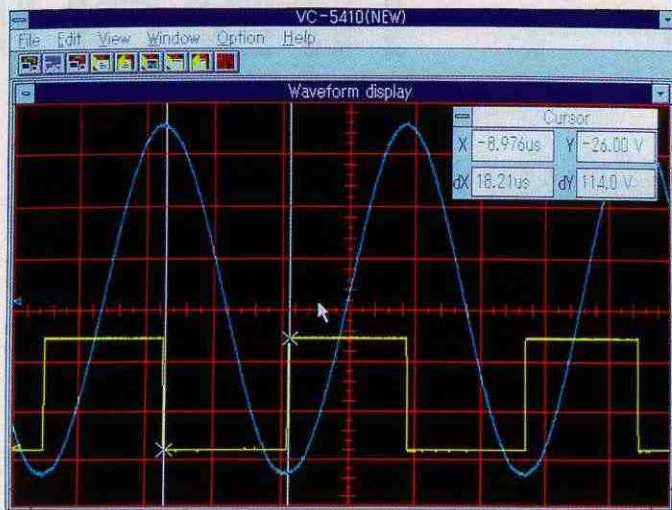 VC-5410(NEW)
File Edit View Window Option Help
Waveform display
Cursor
X -8.976us Y -26.00 V
dX 18.21us dY 114.0 V